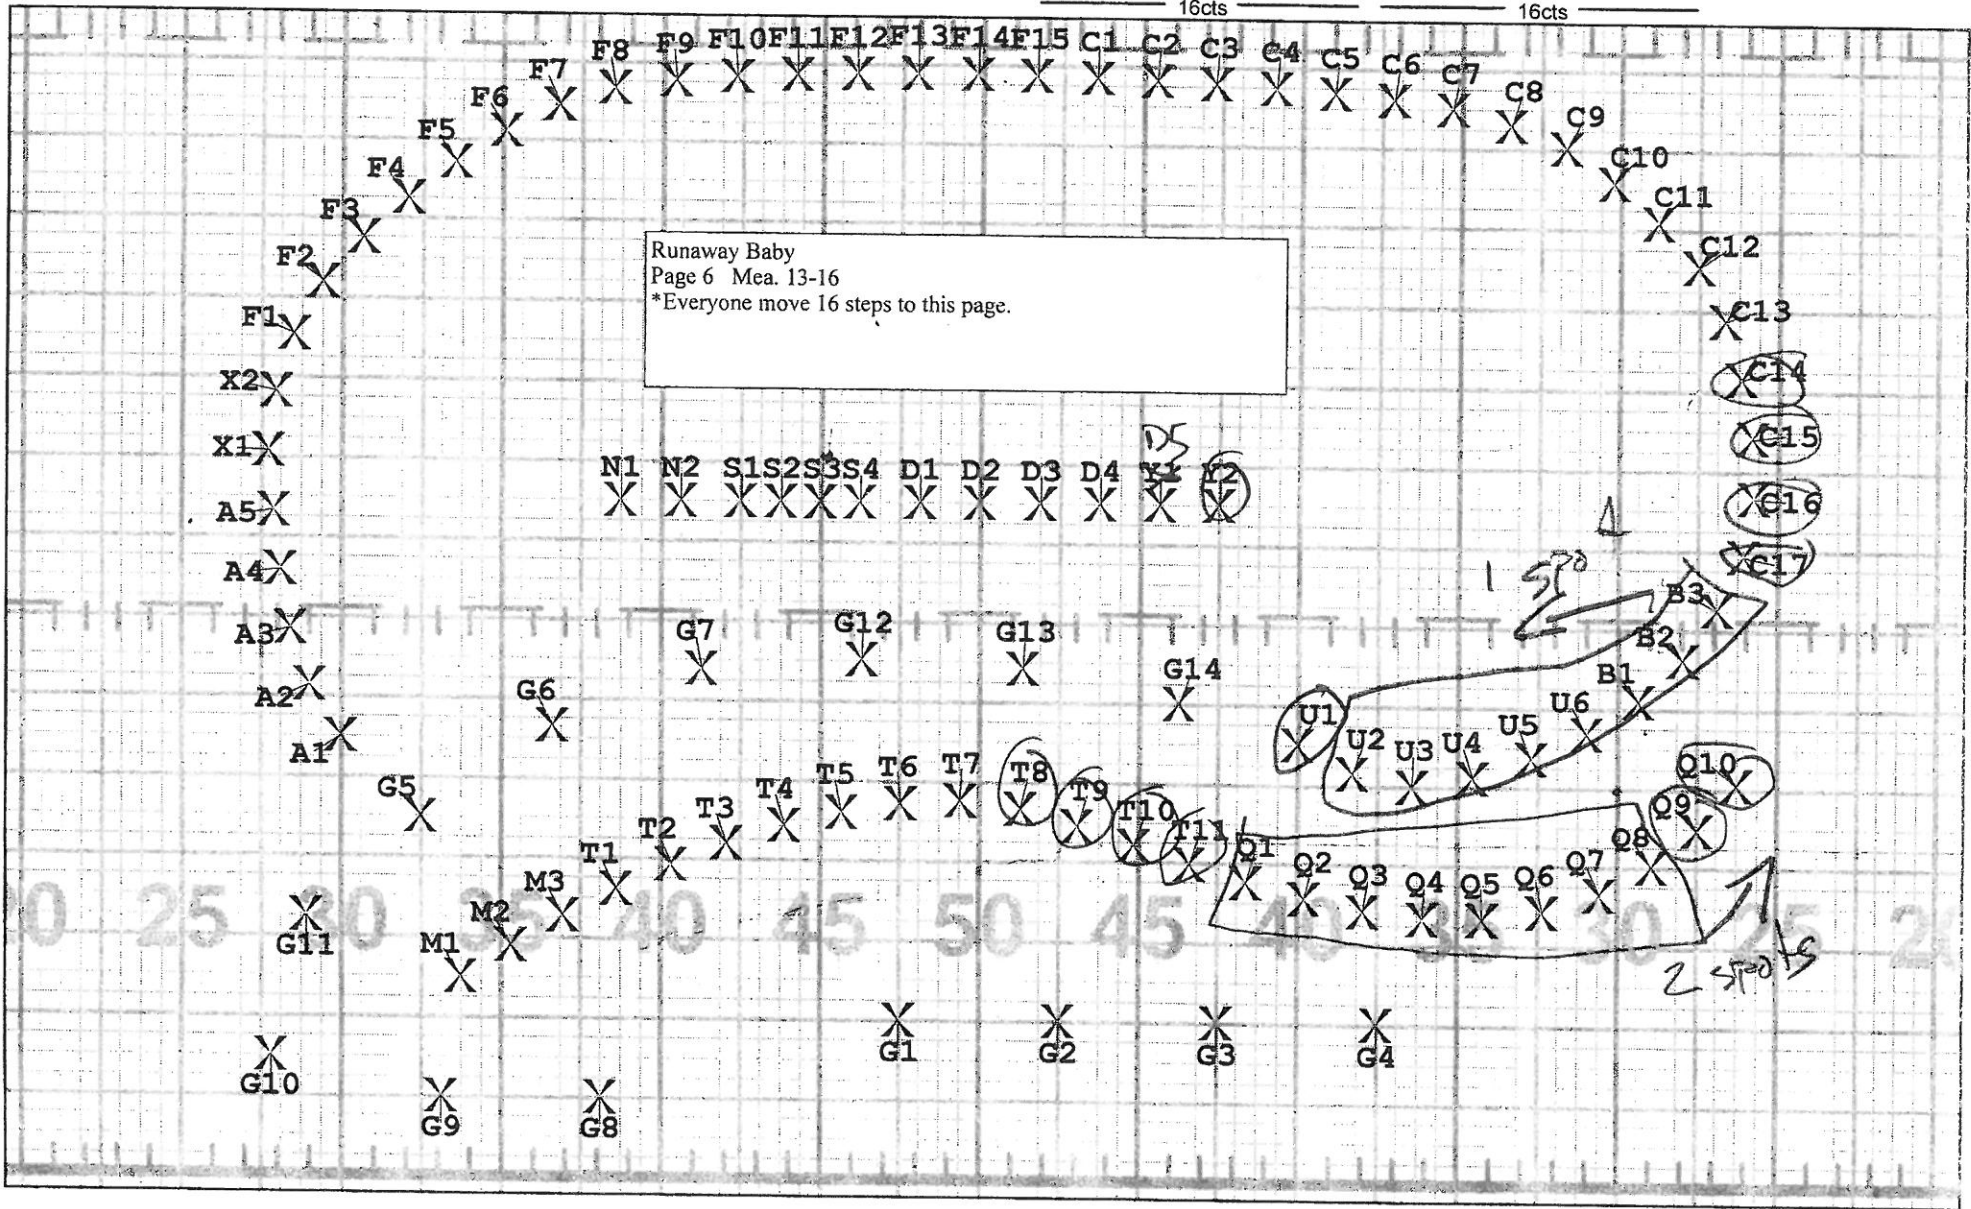 16cts 16cts
F7 F8 F9 F10 F11 F12 F13 F14 F15 C1 C2 C3 C4 C5 C6 C7
F6 C8
F5 C9
F4 C10
F3 C11
F2 C12
Runaway Baby
Page 6 Mea. 13-16
*Everyone move 16 steps to this page.
F1 C13
X2 C14
X1 D5 C15
N1 N2 S1 S2 S3 S4 D1 D2 D3 D4 Y1 Y2
A5 C16
A4 C17
1
B3
A3 G7 G12 G13 B2
A2 G6 G14 B1
A1 U1 U6
U2 U3 U4 U5
G5 T4 T5 T6 T7 T8 Q10
T1 T2 T3 T9 T10 T11 Q9
Q1 Q8
M3 Q2 Q3 Q4 Q5 Q6 Q7
25 30 35 40 45 50 45 40 35 30 25
G11 M1 M2
2 spots
G1 G2 G3 G4
G10
G9 G8